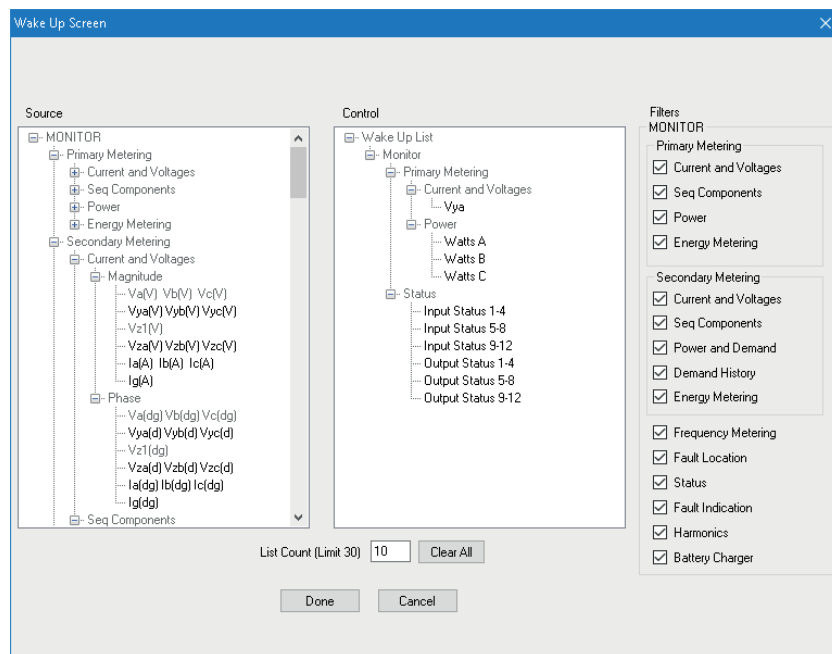 Wake Up Screen
Source
MONITOR
Primary Metering
Current and Voltages
Seq Components
Power
Energy Metering
Secondary Metering
Current and Voltages
Magnitude
Va(V) Vb(V) Vc(V)
Vya(V) Vyb(V) Vyc(V)
Vz1(V)
Vza(V) Vzb(V) Vzc(V)
Ia(A) Ib(A) Ic(A)
Ig(A)
Phase
Va(dg) Vb(dg) Vc(dg)
Vya(d) Vyb(d) Vyc(d)
Vz1(dg)
Vza(d) Vzb(d) Vzc(d)
Ia(dg) Ib(dg) Ic(dg)
Ig(dg)
Seq Components
Control
Wake Up List
Monitor
Primary Metering
Current and Voltages
Vya
Power
Watts A
Watts B
Watts C
Status
Input Status 1-4
Input Status 5-8
Input Status 9-12
Output Status 1-4
Output Status 5-8
Output Status 9-12
Filters
MONITOR
Primary Metering
Current and Voltages
Seq Components
Power
Energy Metering
Secondary Metering
Current and Voltages
Seq Components
Power and Demand
Demand History
Energy Metering
Frequency Metering
Fault Location
Status
Fault Indication
Harmonics
Battery Charger
List Count (Limit 30) 10 Clear All
Done Cancel